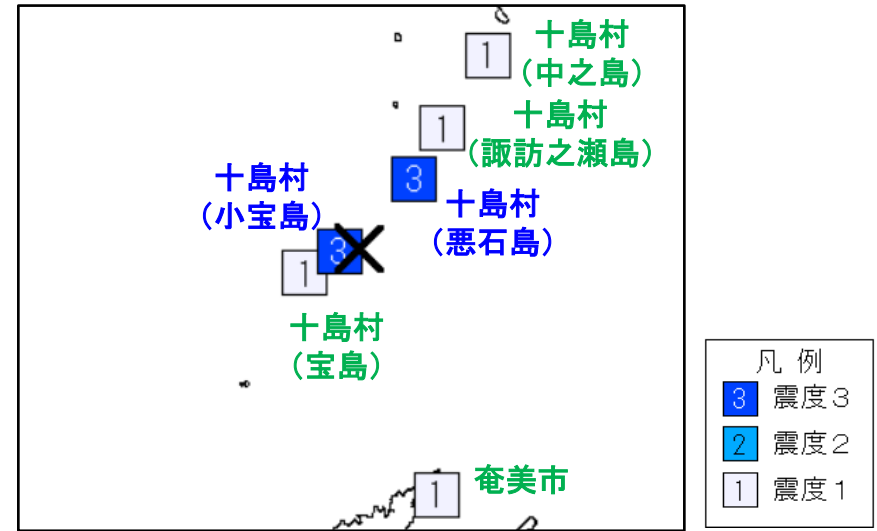 1
十島村
(中之島)
1
十島村
(諏訪之瀬島)
3
十島村
(悪石島)
十島村
(小宝島)
3
1
十島村
(宝島)
1
奄美市
凡 例
3 震度3
2 震度2
1 震度1